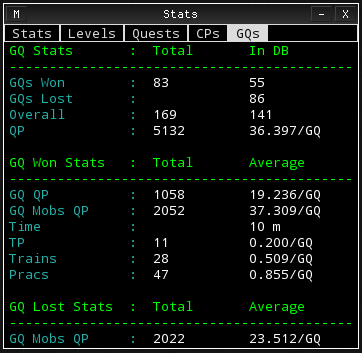 M Stats - X
Stats Levels Quests CPs GQs
GQ Stats : Total In DB
--------------------------------------------
GQs Won : 83 55
GQs Lost : 86
Overall : 169 141
QP : 5132 36.397/GQ
GQ Won Stats : Total Average
--------------------------------------------
GQ QP : 1058 19.236/GQ
GQ Mobs QP : 2052 37.309/GQ
Time : 10 m
TP : 11 0.200/GQ
Trains : 28 0.509/GQ
Pracs : 47 0.855/GQ
GQ Lost Stats : Total Average
--------------------------------------------
GQ Mobs QP : 2022 23.512/GQ